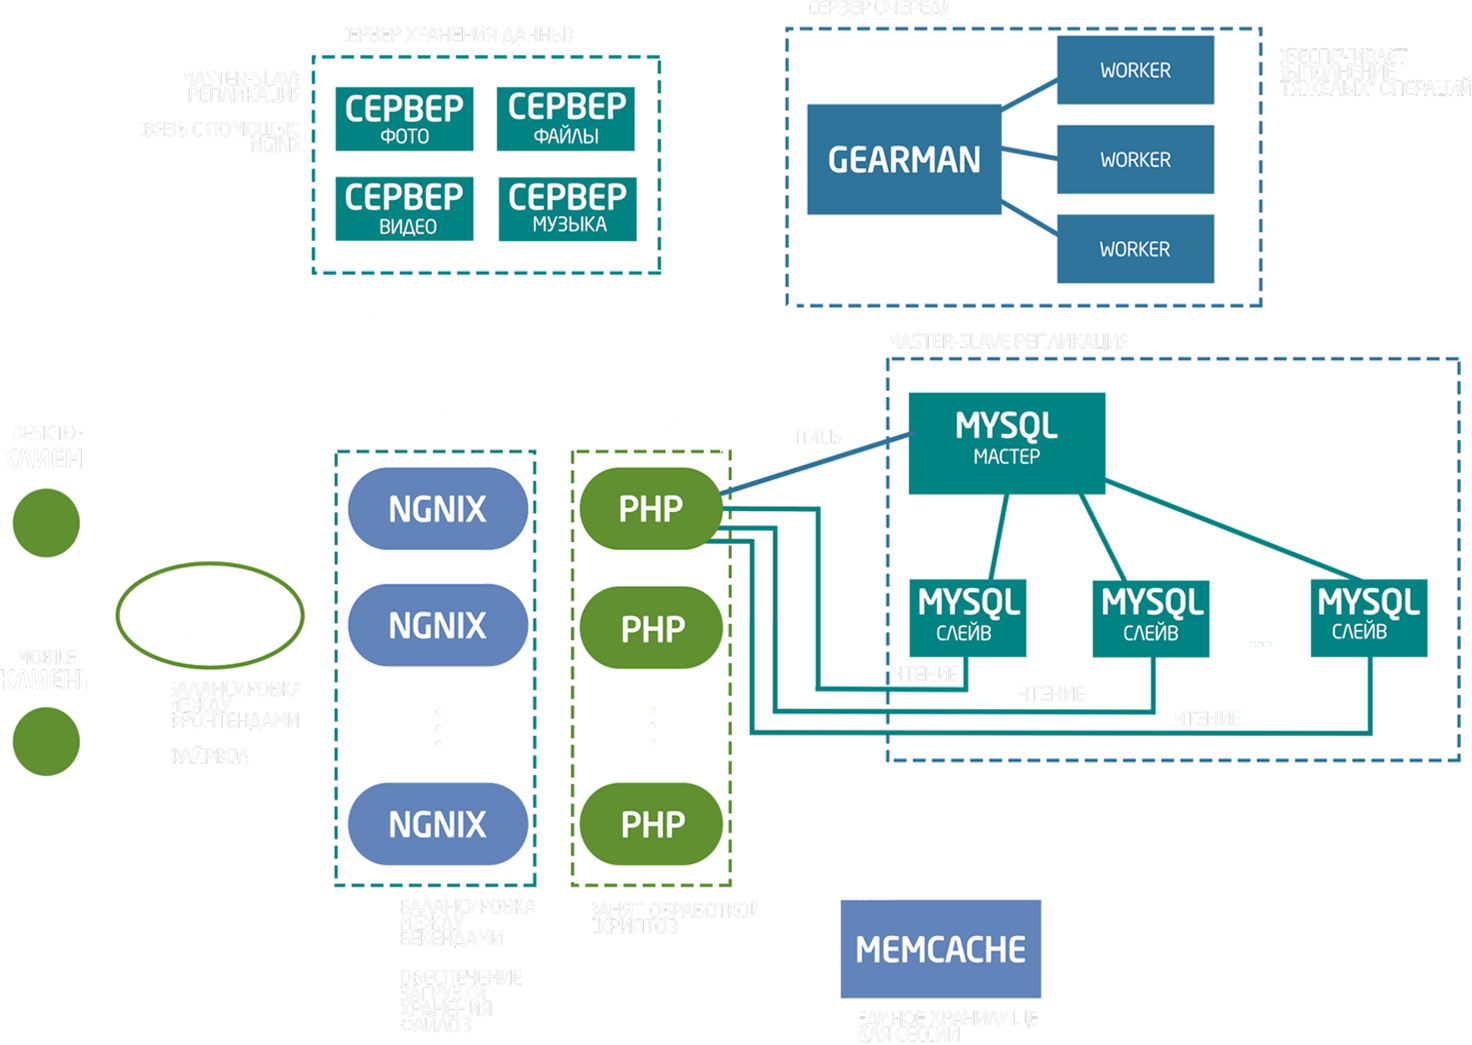 СЕРВЕР ХРАНЕНИЯ ДАННЫХ
MASTER-SLAVE
РЕПЛИКАЦИЯ
СВЯЗЬ С ПОМОЩЬЮ
NGINX
СЕРВЕР
ФОТО
СЕРВЕР
ФАЙЛЫ
СЕРВЕР
ВИДЕО
СЕРВЕР
МУЗЫКА
СЕРВЕР ОЧЕРЕДИ
GEARMAN
WORKER
WORKER
WORKER
ОБЕСПЕЧИВАЕТ
ВЫПОЛНЕНИЕ
"ТЯЖЕЛЫХ" ОПЕРАЦИЙ
MASTER-SLAVE РЕПЛИКАЦИЯ
MYSQL
МАСТЕР
MYSQL
СЛЕЙВ
MYSQL
СЛЕЙВ
...
MYSQL
СЛЕЙВ
ЧТЕНИЕ
ЧТЕНИЕ
ЧТЕНИЕ
DESKTOP
КЛИЕНТ
MOBILE
КЛИЕНТ
БАЛАНСИРОВКА
МЕЖДУ
ФРОНТЕНДАМИ
ФАЙРВОЛ
NGNIX
NGNIX
NGNIX
БАЛАНСИРОВКА
МЕЖДУ
БЕКЕНДАМИ
ОБЕСПЕЧЕНИЕ
ЗАГРУЗКИ,
ХРАНЕНИЯ
ФАЙЛОВ
PHP
PHP
PHP
ЗАНЯТ ОБРАБОТКОЙ
СКРИПТОВ
MEMCACHE
ЕДИНОЕ ХРАНИЛИЩЕ
ДЛЯ СЕССИЙ